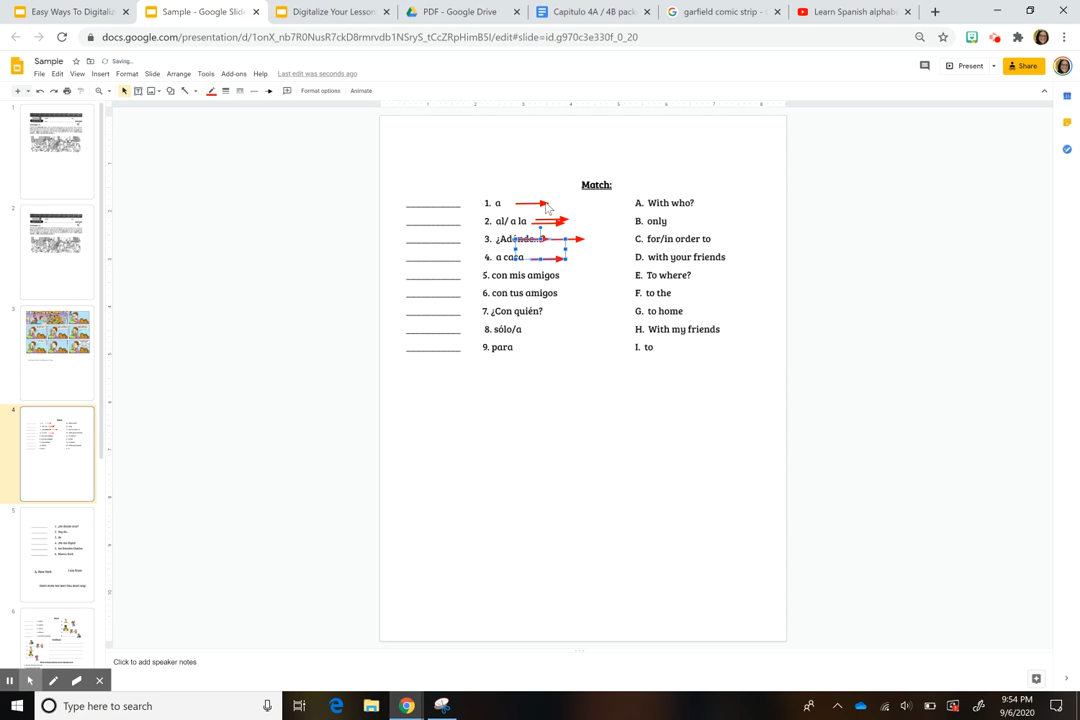 Easy Ways To Digitaliz
Sample - Google Slide
Digitalize Your Lesson
PDF - Google Drive
Capitulo 4A / 4B pack
garfield comic strip - G
Learn Spanish alphab
docs.google.com/presentation/d/1onX_nb7R0NusR7ckD8rmrvdb1NSryS_tCcZRpHimB5I/edit#slide=id.g970c3e330f_0_20
Sample
Saving...
File Edit View Insert Format Slide Arrange Tools Add-ons Help Last edit was seconds ago
Present
Share
Format options
Animate
Match:
1. a
A. With who?
2. al/ a la
B. only
3. ¿Adónde..?
C. for/in order to
4. a casa
D. with your friends
5. con mis amigos
E. To where?
6. con tus amigos
F. to the
7. ¿Con quién?
G. to home
8. sólo/a
H. With my friends
9. para
I. to
Click to add speaker notes
Type here to search
9:54 PM
9/6/2020